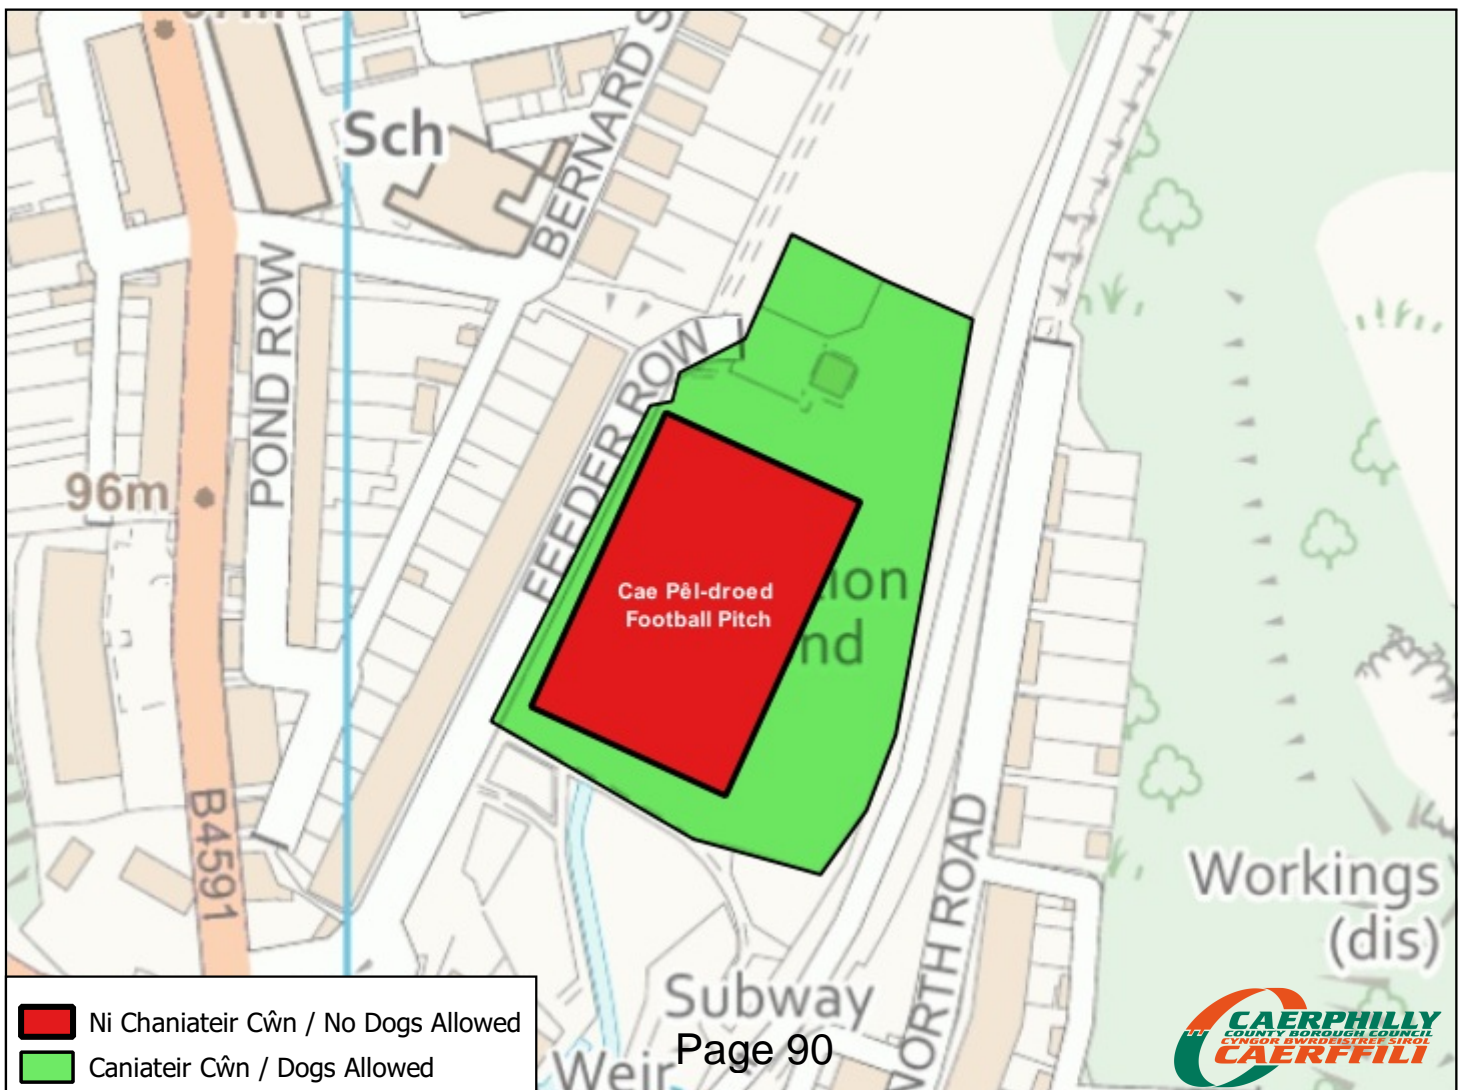 Sch
BERNARD S
POND ROW
FEEDER ROW
96m
Cae Pêl-droed
Football Pitch
ion
nd
B4591
NORTH ROAD
Workings
(dis)
Subway
Weir
Page 90
Ni Chaniateir Cŵn / No Dogs Allowed
Caniateir Cŵn / Dogs Allowed
CAERPHILLY
COUNTY BOROUGH COUNCIL
CYNGOR BWRDEISTREF SIROL
CAERFFILI